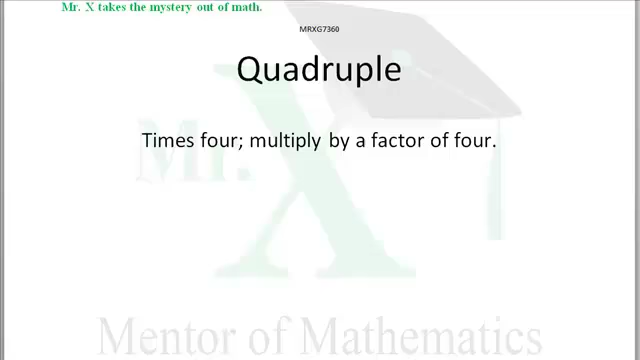 Mr. X takes the mystery out of math.
MRXG7360
Quadruple
Times four; multiply by a factor of four.
Mr. X
Mentor of Mathematics